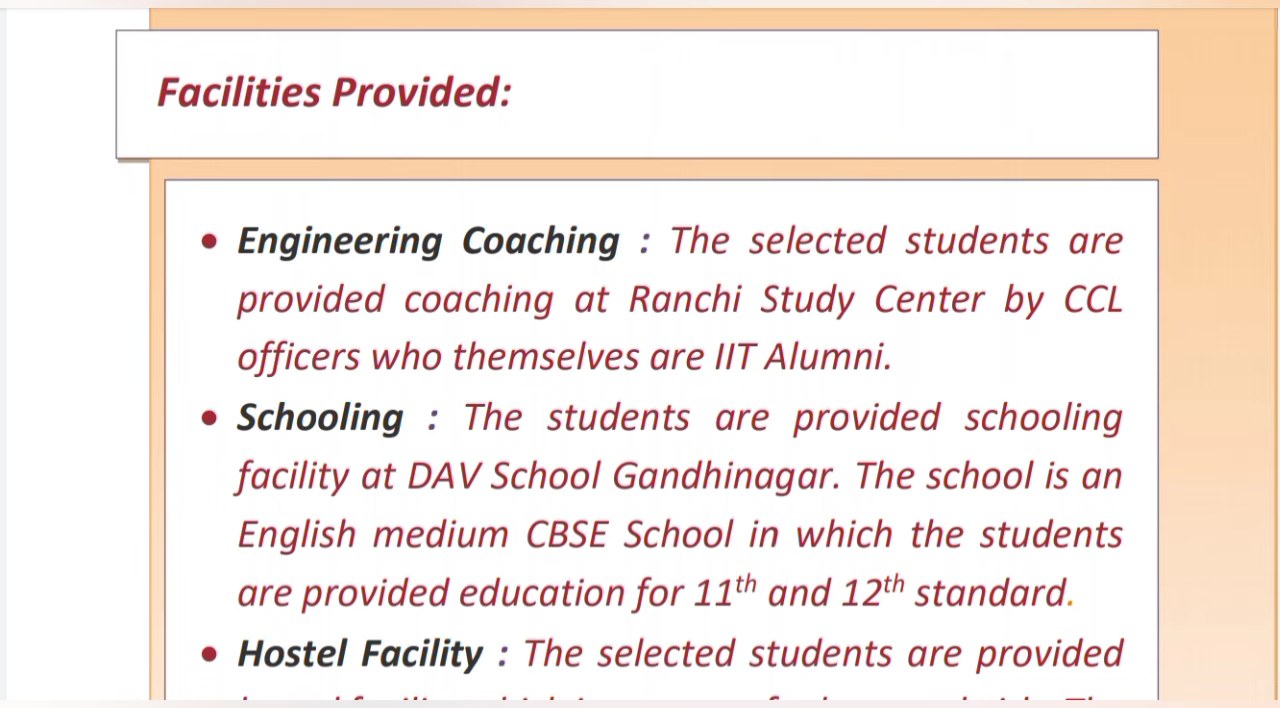 Facilities Provided:
• Engineering Coaching : The selected students are
provided coaching at Ranchi Study Center by CCL
officers who themselves are IIT Alumni.
• Schooling : The students are provided schooling
facility at DAV School Gandhinagar. The school is an
English medium CBSE School in which the students
are provided education for 11th and 12th standard.
• Hostel Facility : The selected students are provided